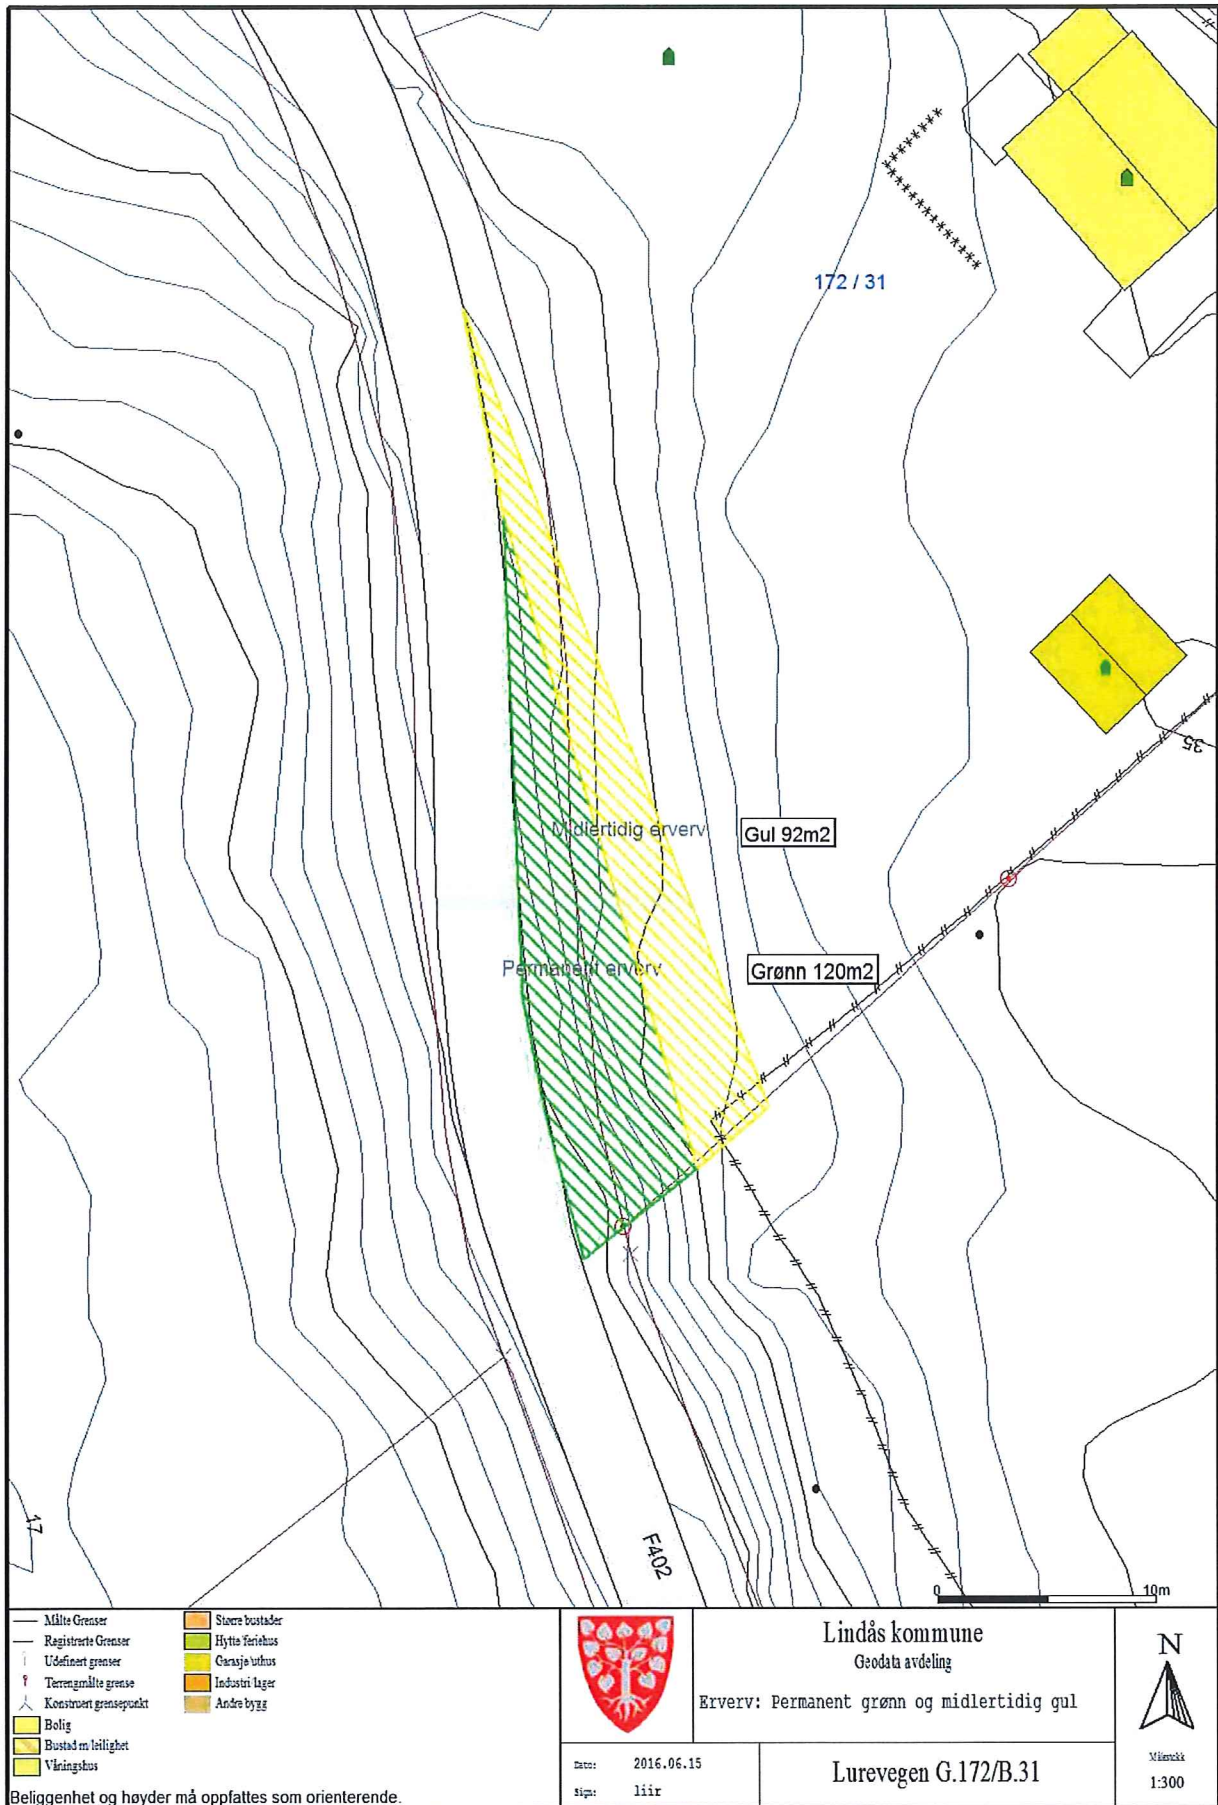 172 / 31
35
Midlertidig erverv
Gul 92m2
Permanent erverv
Grønn 120m2
17
F402
0 10m
Målte Grenser
Registrerte Grenser
Udefinert grenser
Terrengmålte grense
Konstruert grensepunkt
Bolig
Bustad m/leilighet
Våningshus
Større bustader
Hytte/feriehus
Garasje/uthus
Industri/lager
Andre bygg
Beliggenhet og høyder må oppfattes som orienterende.
Lindås kommune
Geodata avdeling
Erverv: Permanent grønn og midlertidig gul
Dato: 2016.06.15
Sign: liir
Lurevegen G.172/B.31
N
Målestokk
1:300